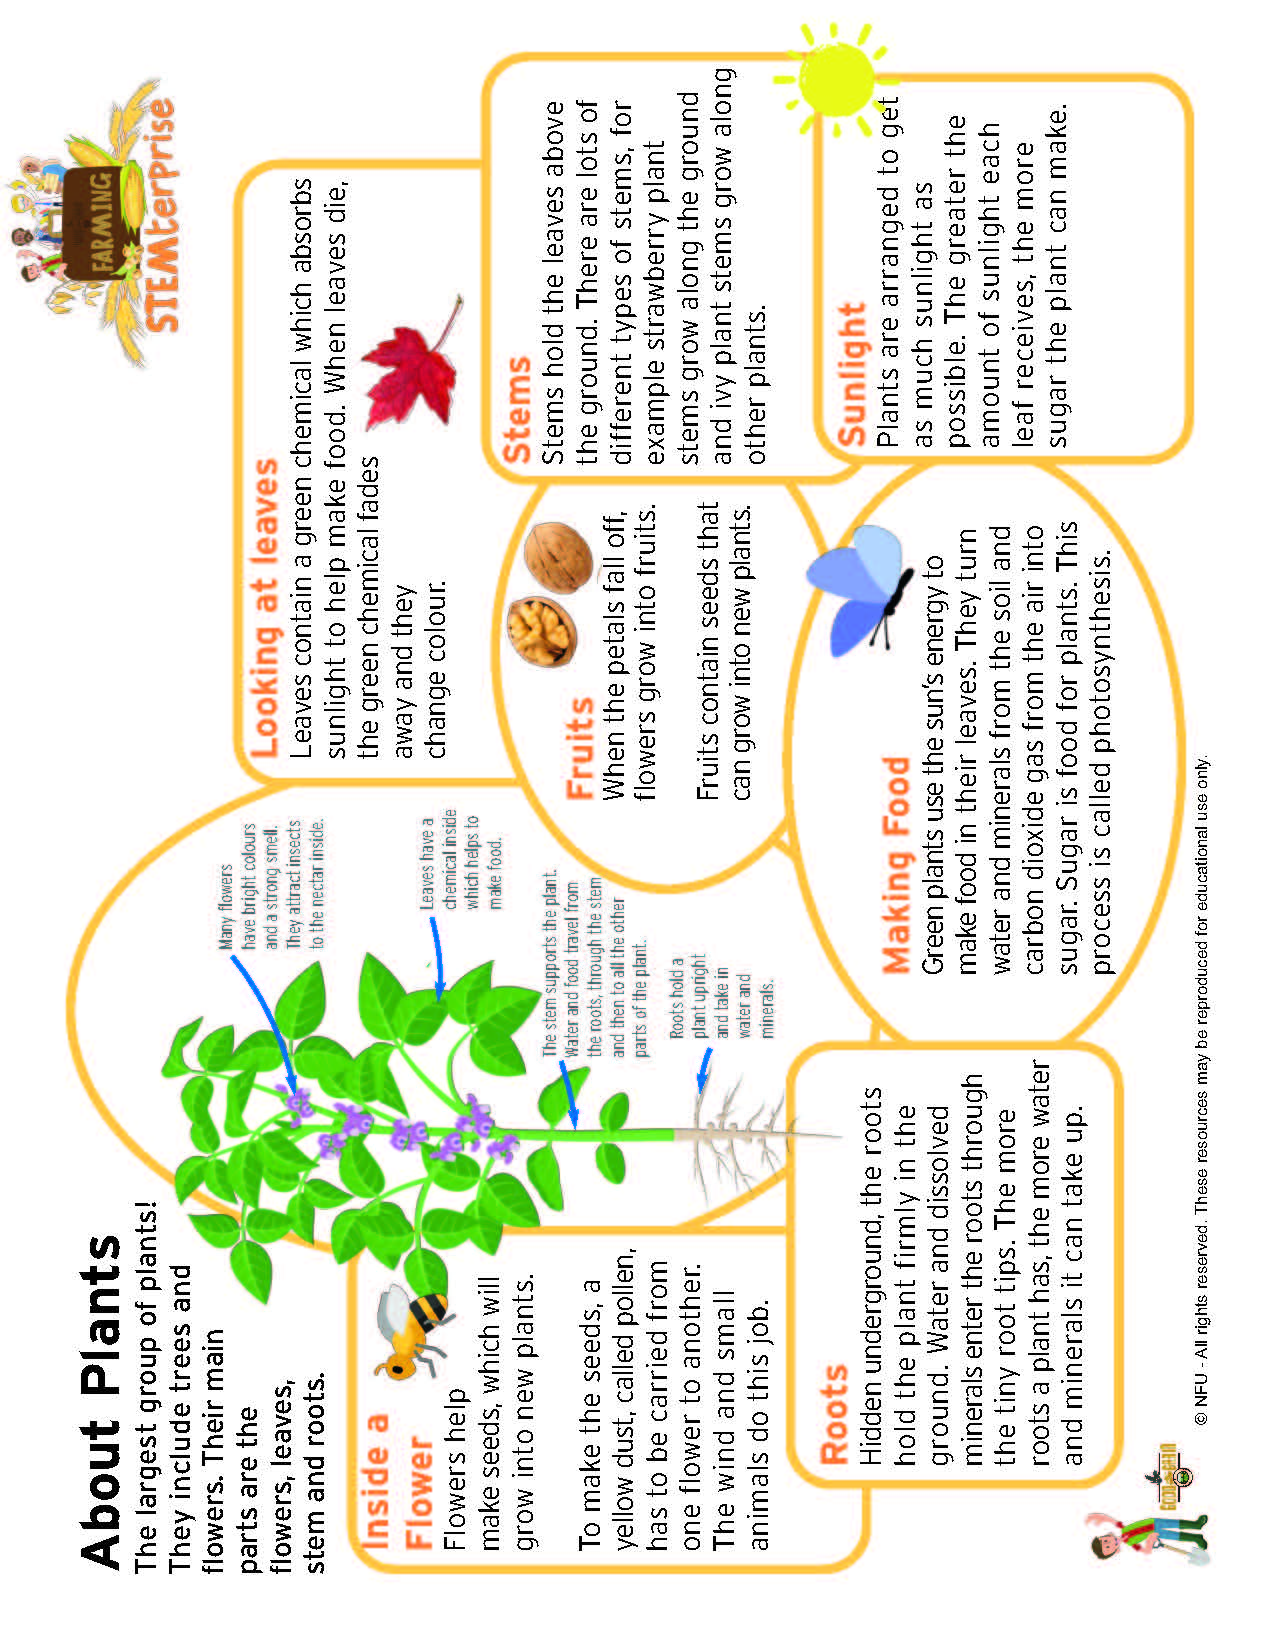 About Plants
The largest group of plants!
They include trees and
flowers. Their main
parts are the
flowers, leaves,
stem and roots.
FARMING
STEMterprise
Many flowers
have bright colours
and a strong smell.
They attract insects
to the nectar inside.
Leaves have a
chemical inside
which helps to
make food.
The stem supports the plant.
Water and food travel from
the roots, through the stem
and then to all the other
parts of the plant.
Roots hold a
plant upright
and take in
water and
minerals.
Looking at leaves
Leaves contain a green chemical which absorbs
sunlight to help make food. When leaves die,
the green chemical fades
away and they
change colour.
Inside a
Flower
Flowers help
make seeds, which will
grow into new plants.
To make the seeds, a
yellow dust, called pollen,
has to be carried from
one flower to another.
The wind and small
animals do this job.
Fruits
When the petals fall off,
flowers grow into fruits.
Fruits contain seeds that
can grow into new plants.
Stems
Stems hold the leaves above
the ground. There are lots of
different types of stems, for
example strawberry plant
stems grow along the ground
and ivy plant stems grow along
other plants.
Roots
Hidden underground, the roots
hold the plant firmly in the
ground. Water and dissolved
minerals enter the roots through
the tiny root tips. The more
roots a plant has, the more water
and minerals it can take up.
Making Food
Green plants use the sun's energy to
make food in their leaves. They turn
water and minerals from the soil and
carbon dioxide gas from the air into
sugar. Sugar is food for plants. This
process is called photosynthesis.
Sunlight
Plants are arranged to get
as much sunlight as
possible. The greater the
amount of sunlight each
leaf receives, the more
sugar the plant can make.
© NFU - All rights reserved. These resources may be reproduced for educational use only.